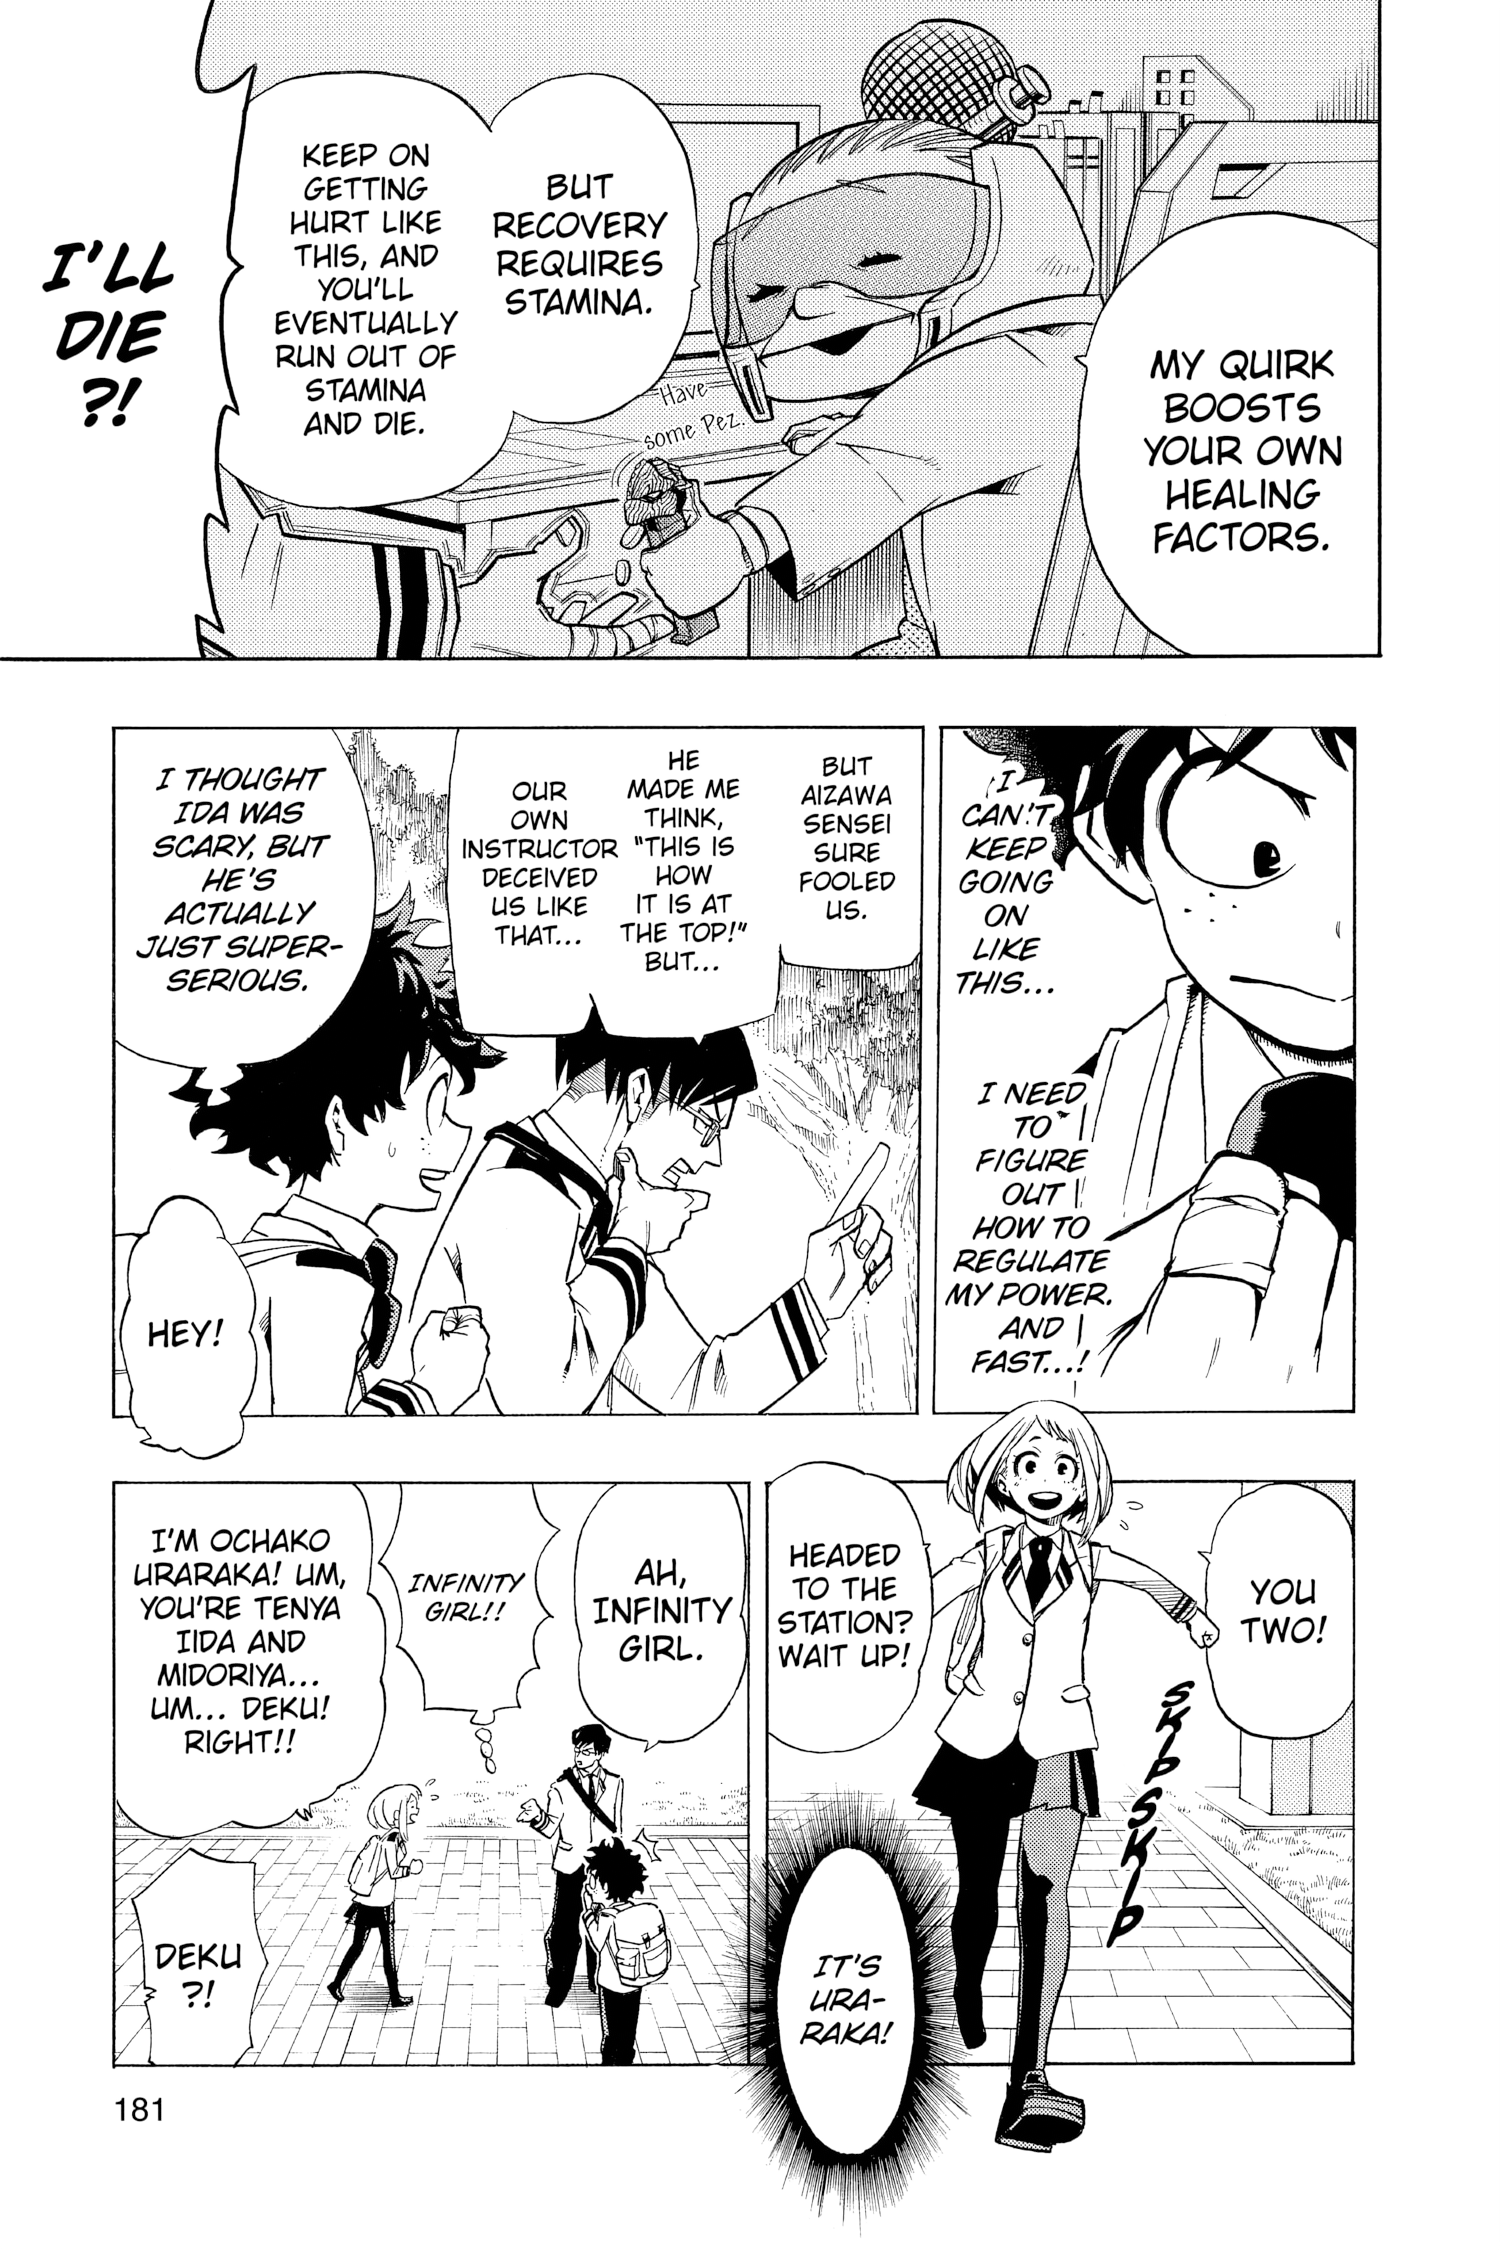 MY QUIRK
BOOSTS
YOUR OWN
HEALING
FACTORS.
BUT
RECOVERY
REQUIRES
STAMINA.
KEEP ON
GETTING
HURT LIKE
THIS, AND
YOU'LL
EVENTUALLY
RUN OUT OF
STAMINA
AND DIE.
Have
some Pez.
I'LL
DIE
?!
I
CAN'T
KEEP
GOING
ON
LIKE
THIS...
I NEED
TO
FIGURE
OUT
HOW TO
REGULATE
MY POWER.
AND
FAST...!
BUT
AIZAWA
SENSEI
SURE
FOOLED
US.
HE
MADE ME
THINK,
"THIS IS
HOW
IT IS AT
THE TOP!"
BUT...
OUR
OWN
INSTRUCTOR
DECEIVED
US LIKE
THAT...
I THOUGHT
IDA WAS
SCARY, BUT
HE'S
ACTUALLY
JUST SUPER-
SERIOUS.
HEY!
YOU
TWO!
HEADED
TO THE
STATION?
WAIT UP!
SKIP SKIP
IT'S
URA-
RAKA!
AH,
INFINITY
GIRL.
INFINITY
GIRL!!
I'M OCHAKO
URARAKA! UM,
YOU'RE TENYA
IIDA AND
MIDORIYA...
UM... DEKU!
RIGHT!!
DEKU
?!
181